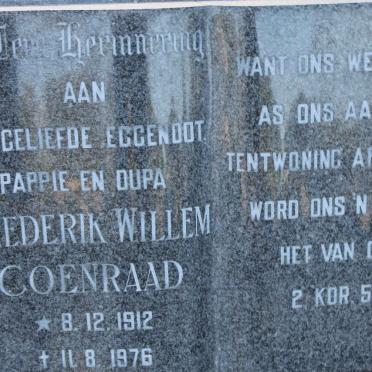 Ter Herinnering
AAN
GELIEFDE EGGENOOT
PAPPIE EN OUPA
EDERIK WILLEM
COENRAAD
★ 8.12.1912
† 11.8.1976
WANT ONS WE
AS ONS AA
TENTWONING AF
WORD ONS 'N
HET VAN
2 KOR. 5